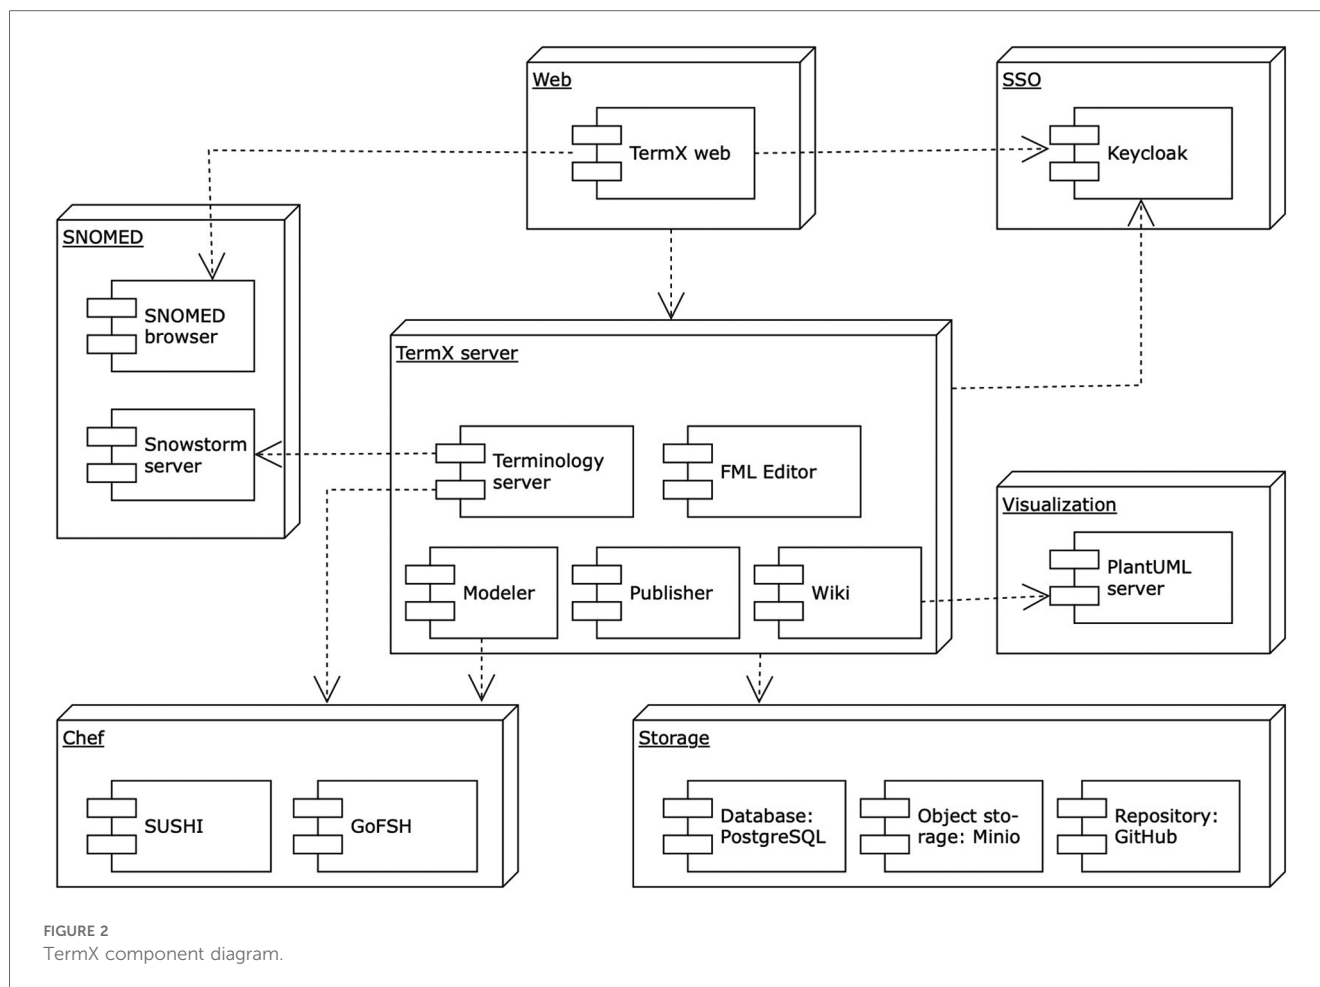 Web
TermX web
SSO
Keycloak
SNOMED
SNOMED
browser
Snowstorm
server
TermX server
Terminology
server
FML Editor
Modeler
Publisher
Wiki
Visualization
PlantUML
server
Chef
SUSHI
GoFSH
Storage
Database:
PostgreSQL
Object sto-
rage: Minio
Repository:
GitHub
FIGURE 2
TermX component diagram.